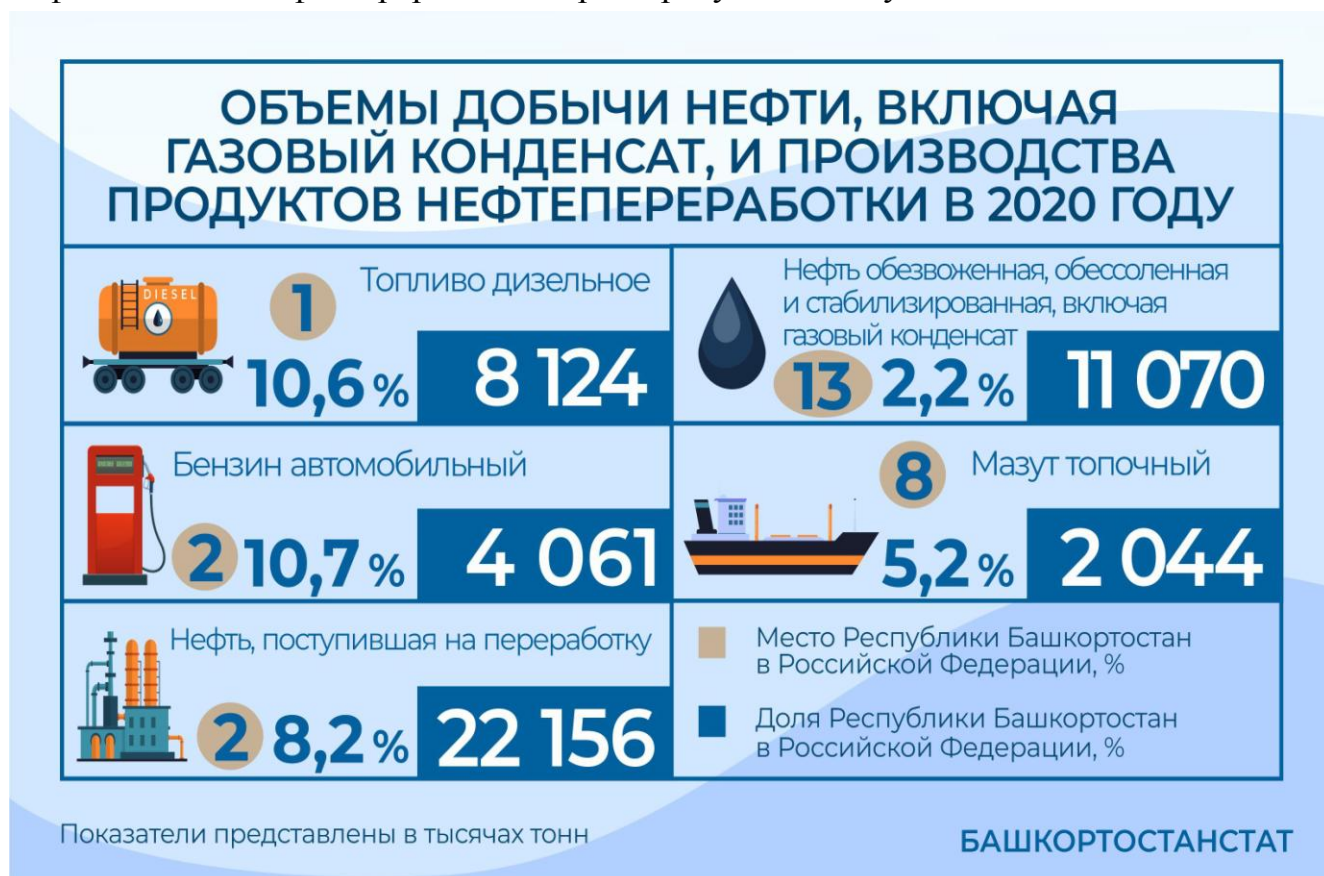 ОБЪЕМЫ ДОБЫЧИ НЕФТИ, ВКЛЮЧАЯ
ГАЗОВЫЙ КОНДЕНСАТ, И ПРОИЗВОДСТВА
ПРОДУКТОВ НЕФТЕПЕРЕРАБОТКИ В 2020 ГОДУ
DIESEL
1
Топливо дизельное
10,6 %
8 124
Нефть обезвоженная, обессоленная
и стабилизированная, включая
газовый конденсат
13
2,2 %
11 070
Бензин автомобильный
2
10,7 %
4 061
8
Мазут топочный
5,2 %
2 044
Нефть, поступившая на переработку
2
8,2 %
22 156
Место Республики Башкортостан
в Российской Федерации, %
Доля Республики Башкортостан
в Российской Федерации, %
Показатели представлены в тысячах тонн
БАШКОРТОСТАНСТАТ